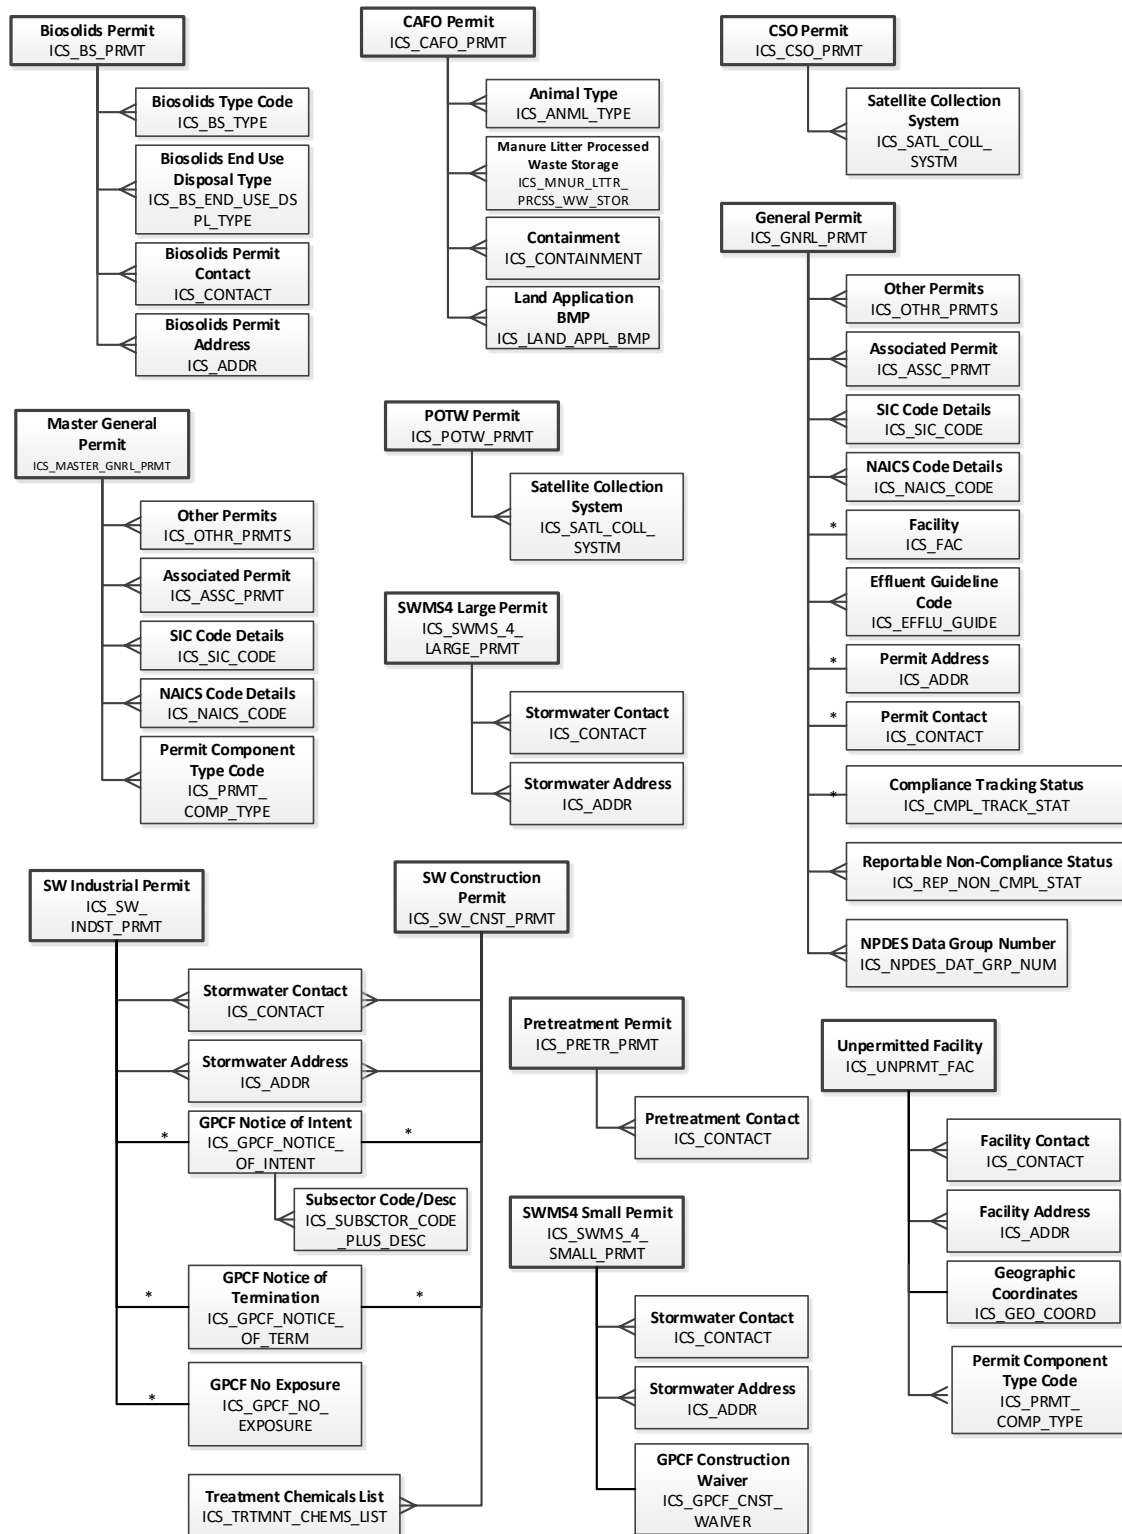 Biosolids Permit
ICS_BS_PRMT
Biosolids Type Code
ICS_BS_TYPE
Biosolids End Use
Disposal Type
ICS_BS_END_USE_DS
PL_TYPE
Biosolids Permit
Contact
ICS_CONTACT
Biosolids Permit
Address
ICS_ADDR
CAFO Permit
ICS_CAFO_PRMT
Animal Type
ICS_ANML_TYPE
Manure Litter Processed
Waste Storage
ICS_MNUR_LTTR_
PRCSS_WW_STOR
Containment
ICS_CONTAINMENT
Land Application
BMP
ICS_LAND_APPL_BMP
CSO Permit
ICS_CSO_PRMT
Satellite Collection
System
ICS_SATL_COLL_
SYSTM
General Permit
ICS_GNRL_PRMT
Other Permits
ICS_OTHR_PRMTS
Associated Permit
ICS_ASSC_PRMT
SIC Code Details
ICS_SIC_CODE
NAICS Code Details
ICS_NAICS_CODE
*
Facility
ICS_FAC
Effluent Guideline
Code
ICS_EFFLU_GUIDE
*
Permit Address
ICS_ADDR
*
Permit Contact
ICS_CONTACT
*
Compliance Tracking Status
ICS_CMPL_TRACK_STAT
Reportable Non-Compliance Status
ICS_REP_NON_CMPL_STAT
NPDES Data Group Number
ICS_NPDES_DAT_GRP_NUM
Master General
Permit
ICS_MASTER_GNRL_PRMT
Other Permits
ICS_OTHR_PRMTS
Associated Permit
ICS_ASSC_PRMT
SIC Code Details
ICS_SIC_CODE
NAICS Code Details
ICS_NAICS_CODE
Permit Component
Type Code
ICS_PRMT_
COMP_TYPE
POTW Permit
ICS_POTW_PRMT
Satellite Collection
System
ICS_SATL_COLL_
SYSTM
SWMS4 Large Permit
ICS_SWMS_4_
LARGE_PRMT
Stormwater Contact
ICS_CONTACT
Stormwater Address
ICS_ADDR
SW Industrial Permit
ICS_SW_
INDST_PRMT
SW Construction
Permit
ICS_SW_CNST_PRMT
Stormwater Contact
ICS_CONTACT
Stormwater Address
ICS_ADDR
*
GPCF Notice of Intent
ICS_GPCF_NOTICE_
OF_INTENT
*
Subsector Code/Desc
ICS_SUBSCTOR_CODE
_PLUS_DESC
*
GPCF Notice of
Termination
ICS_GPCF_NOTICE_
OF_TERM
*
*
GPCF No Exposure
ICS_GPCF_NO_
EXPOSURE
Treatment Chemicals List
ICS_TRTMNT_CHEMS_LIST
Pretreatment Permit
ICS_PRETR_PRMT
Pretreatment Contact
ICS_CONTACT
SWMS4 Small Permit
ICS_SWMS_4_
SMALL_PRMT
Stormwater Contact
ICS_CONTACT
Stormwater Address
ICS_ADDR
GPCF Construction
Waiver
ICS_GPCF_CNST_
WAIVER
Unpermitted Facility
ICS_UNPRMT_FAC
Facility Contact
ICS_CONTACT
Facility Address
ICS_ADDR
Geographic
Coordinates
ICS_GEO_COORD
Permit Component
Type Code
ICS_PRMT_
COMP_TYPE